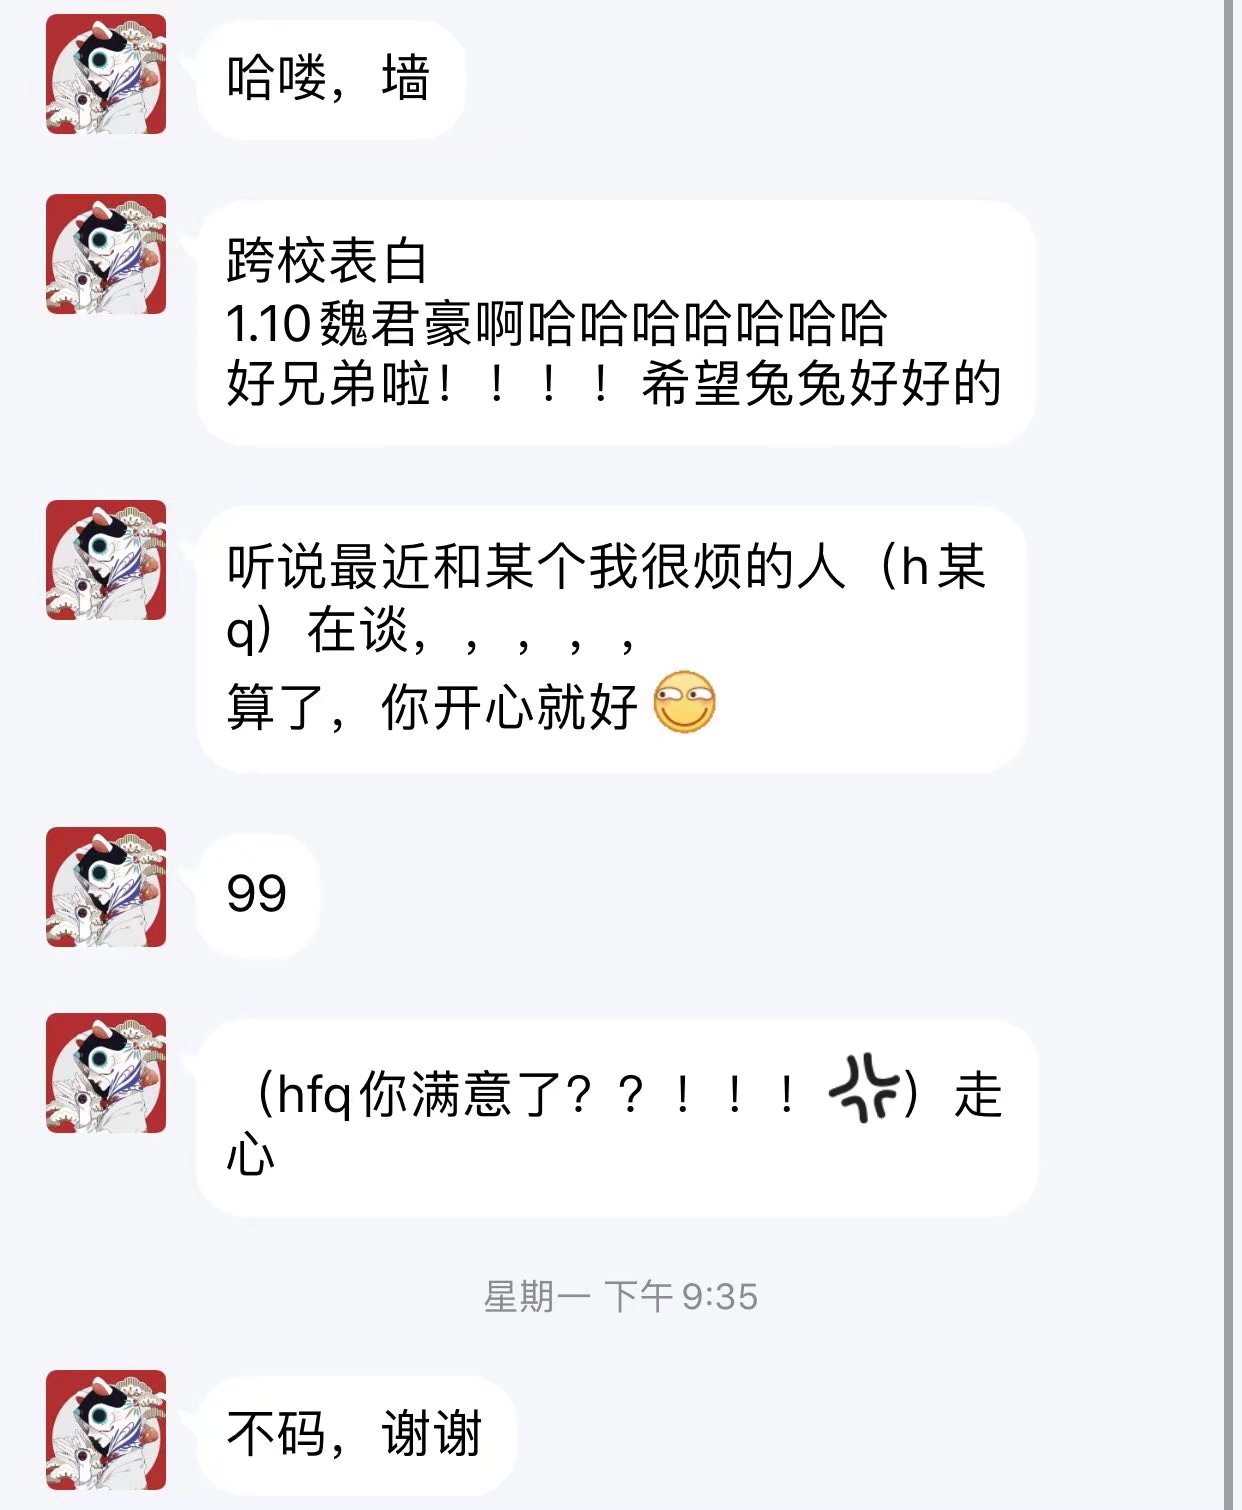 哈喽，墙
跨校表白
1.10魏君豪啊哈哈哈哈哈哈哈
好兄弟啦！！！！希望兔兔好好的
听说最近和某个我很烦的人（h某
q）在谈，，，，，
算了，你开心就好
99
（hfq你满意了？？！！！）走
心
星期一 下午9:35
不码，谢谢